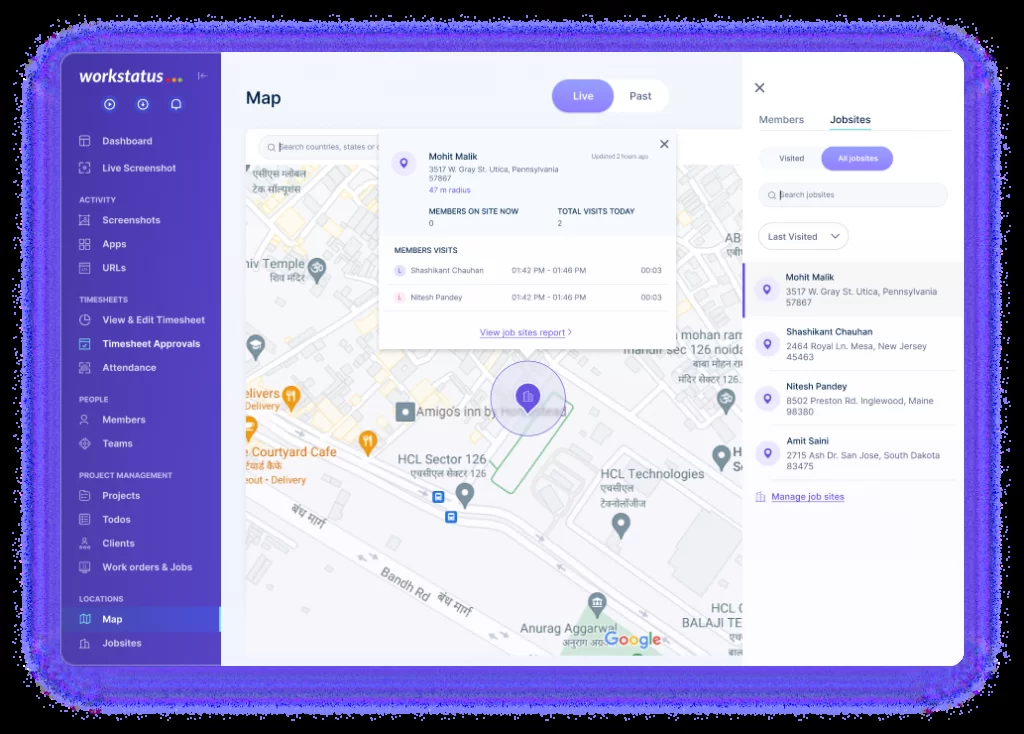 workstatus
Dashboard
Live Screenshot
ACTIVITY
Screenshots
Apps
URLs
TIMESHEETS
View & Edit Timesheet
Timesheet Approvals
Attendance
PEOPLE
Members
Teams
PROJECT MANAGEMENT
Projects
Todos
Clients
Work orders & Jobs
LOCATIONS
Map
Jobsites
Map
Live
Past
Search countries, states or c
Mohit Malik
Updated 2 hours ago
3517 W. Gray St. Utica, Pennsylvania
57867
47 m radius
MEMBERS ON SITE NOW
TOTAL VISITS TODAY
0
2
MEMBERS VISITS
L Shashikant Chauhan 01:42 PM - 01:46 PM 00:03
L Nitesh Pandey 01:42 PM - 01:46 PM 00:03
View job sites report
एसीएस ग्लोबल
टेक सॉल्यूशंस
niv Temple
शिव मंदिर
AB
एबी
mohan ram
mandir sec 126 noida
बाबा मोहन रा
मंदिर सेक्टर 126.
elivers
Delivery
Amigo's inn by
e Courtyard Cafe
र्टयार्ड कैफे
eout • Delivery
HCL Sector 126
एचसीएल सेक्टर 126
HCL Technologies
एचसीएल
टेक्नोलॉजीज
H
S
बंध मार्ग
Bandh Rd
बंध मार्ग
Anurag Aggarwal
अनुराग अग्र
Google
HCL C
BALAJI TE
एच
बाल
Members
Jobsites
Visited
All jobsites
Search jobsites
Last Visited
Mohit Malik
3517 W. Gray St. Utica, Pennsylvania
57867
Shashikant Chauhan
2464 Royal Ln. Mesa, New Jersey
45463
Nitesh Pandey
8502 Preston Rd. Inglewood, Maine
98380
Amit Saini
2715 Ash Dr. San Jose, South Dakota
83475
Manage job sites